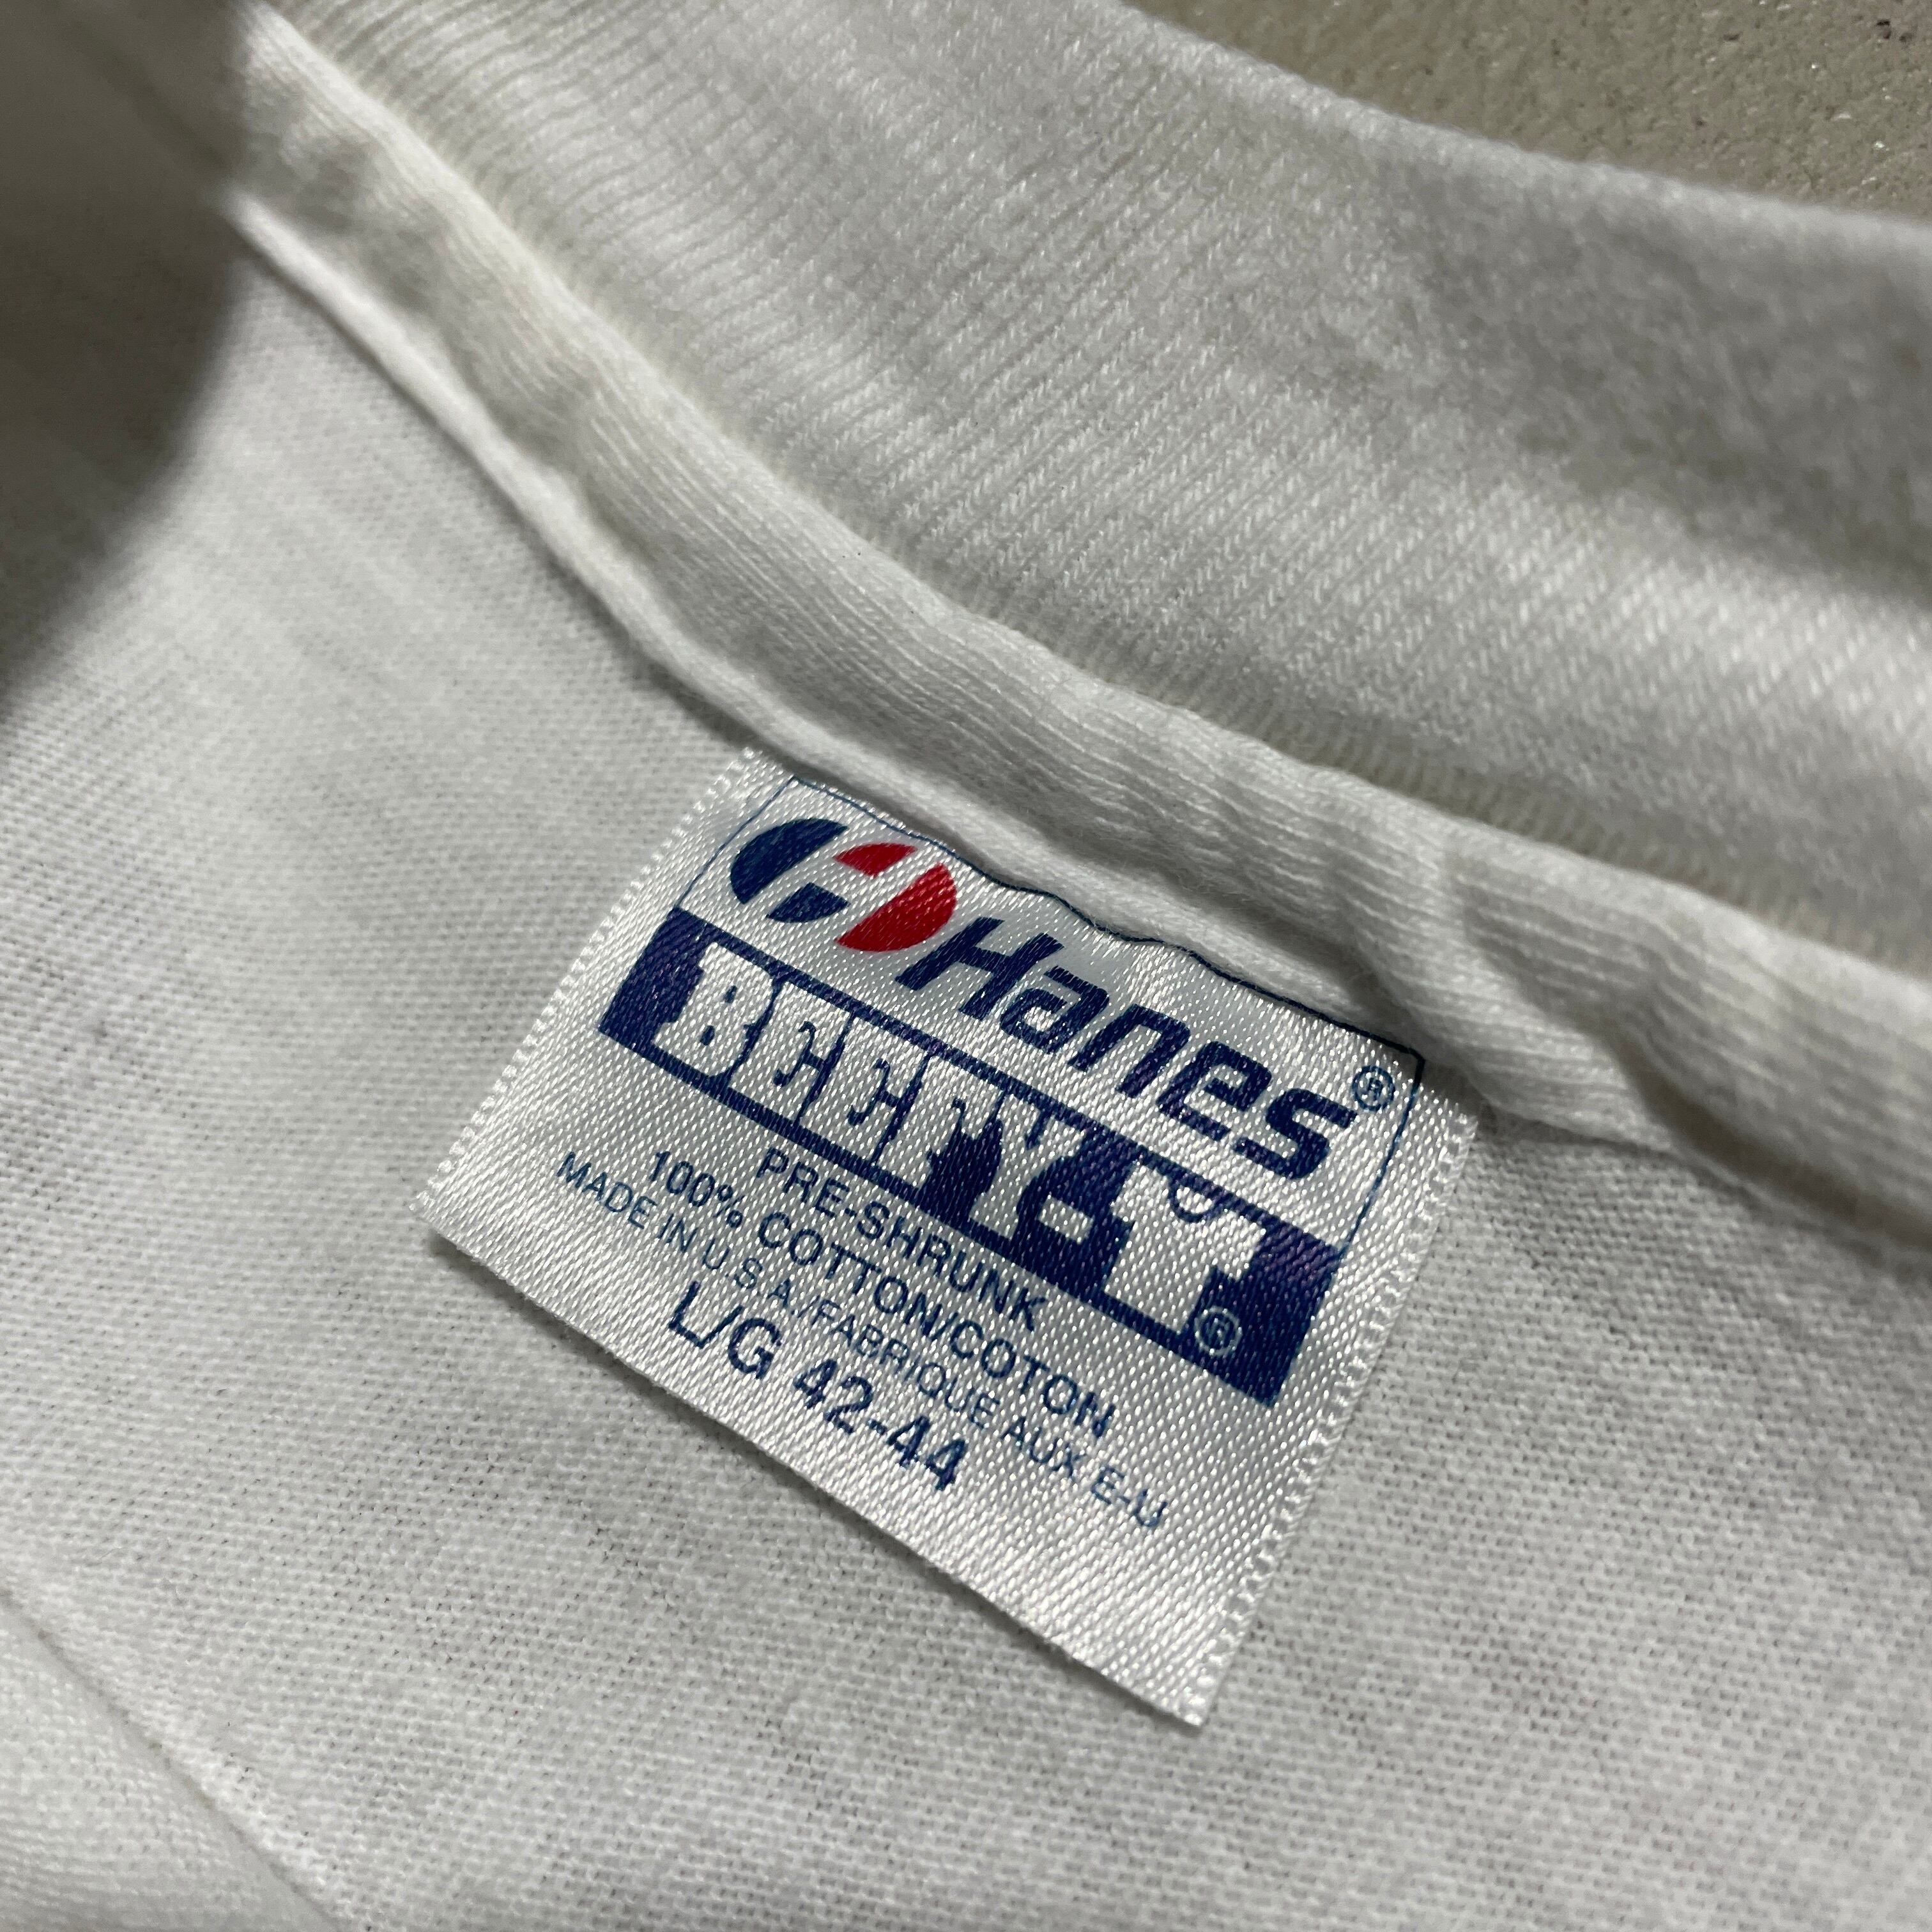 Hanes®
BEEFY-T®
PRE-SHRUNK
100% COTTON/COTON
MADE IN U.S.A./FABRIQUE AUX E-U
L/G 42-44